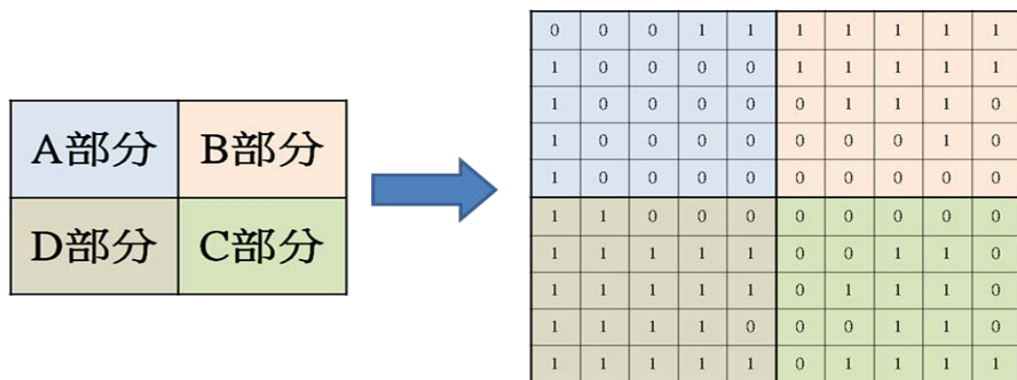 A部分 B部分
D部分 C部分
0 0 0 1 1 1 1 1 1 1
1 0 0 0 0 1 1 1 1 1
1 0 0 0 0 0 1 1 1 0
1 0 0 0 0 0 0 0 1 0
1 0 0 0 0 0 0 0 0 0
1 1 0 0 0 0 0 0 0 0
1 1 1 1 1 0 0 1 1 0
1 1 1 1 1 0 1 1 1 0
1 1 1 1 0 0 0 1 1 0
1 1 1 1 1 0 1 1 1 1